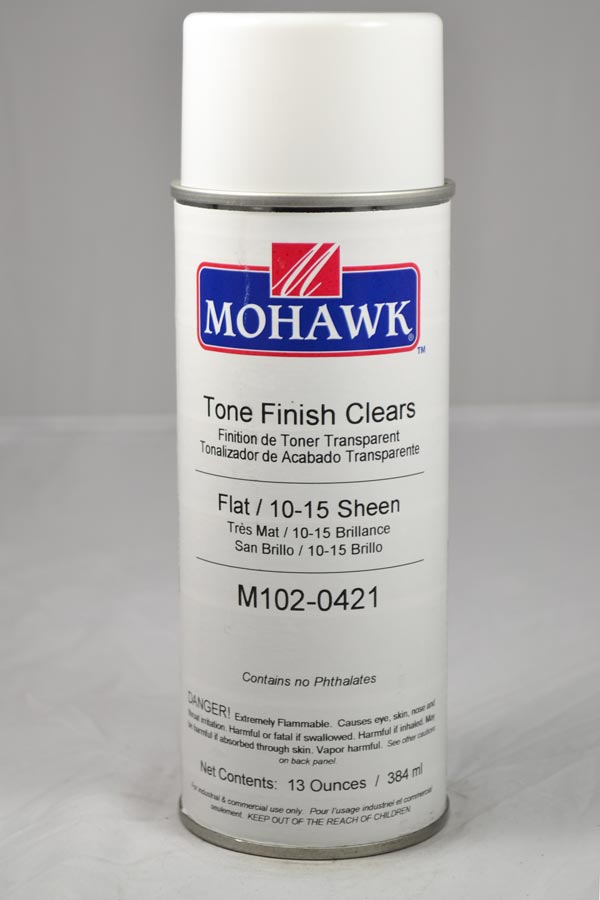 M
MOHAWK®
™
Tone Finish Clears
Finition de Toner Transparent
Tonalizador de Acabado Transparente
Flat / 10-15 Sheen
Très Mat / 10-15 Brillance
San Brillo / 10-15 Brillo
M102-0421
Contains no Phthalates
DANGER! Extremely Flammable. Causes eye, skin, nose and
throat irritation. Harmful or fatal if swallowed. Harmful if inhaled. May
be harmful if absorbed through skin. Vapor harmful. See other cautions
on back panel.
Net Contents: 13 Ounces / 384 ml
For industrial & commercial use only. Pour l'usage industriel et commercial
seulement. KEEP OUT OF THE REACH OF CHILDREN.